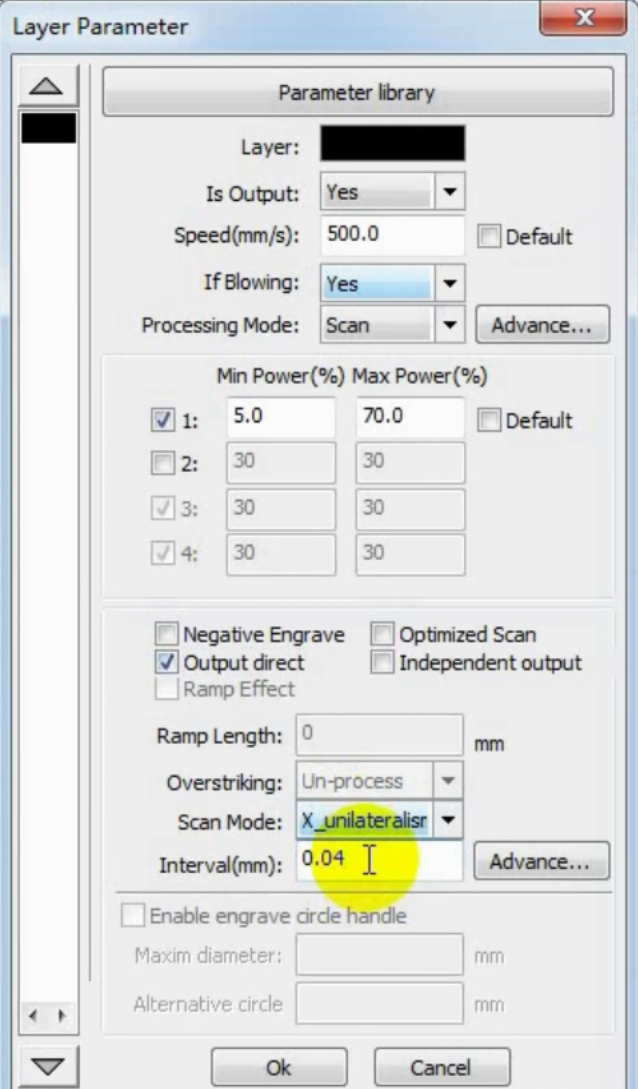 Layer Parameter
Parameter library
Layer:
Is Output: Yes
Speed(mm/s): 500.0 Default
If Blowing: Yes
Processing Mode: Scan Advance...
Min Power(%) Max Power(%)
1: 5.0 70.0 Default
2: 30 30
3: 30 30
4: 30 30
Negative Engrave Optimized Scan
Output direct Independent output
Ramp Effect
Ramp Length: 0 mm
Overstriking: Un-process
Scan Mode: X_unilateralisr
Interval(mm): 0.04 Advance...
Enable engrave circle handle
Maxim diameter: mm
Alternative circle mm
Ok Cancel